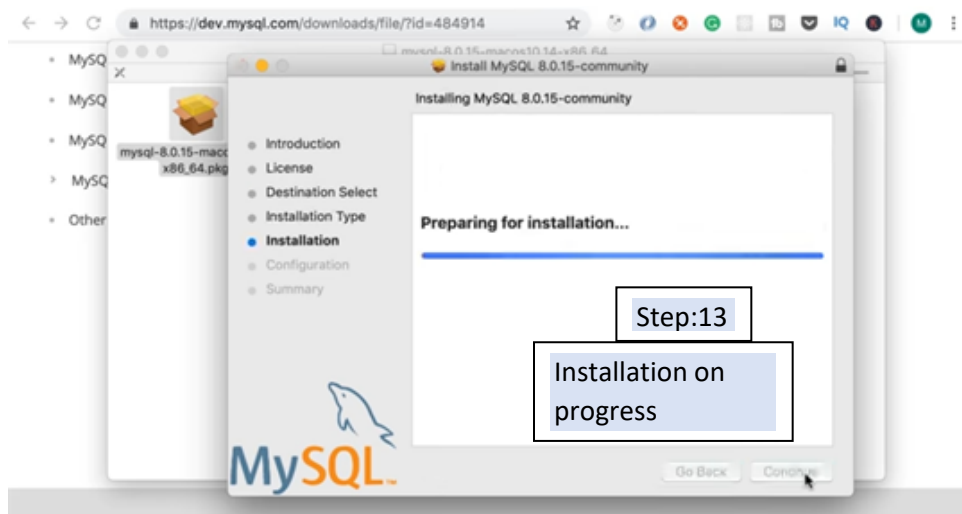 https://dev.mysql.com/downloads/file/?id=484914
mysql-8.0.15-macos10.14-x86_64
Install MySQL 8.0.15-community
Installing MySQL 8.0.15-community
MySQ
MySQ
MySQ
MySQ
Other
mysql-8.0.15-maco
x86_64.pkg
Introduction
License
Destination Select
Installation Type
Installation
Configuration
Summary
Preparing for installation...
Step:13
Installation on
progress
MySQL
Go Back
Continue
IQ
M